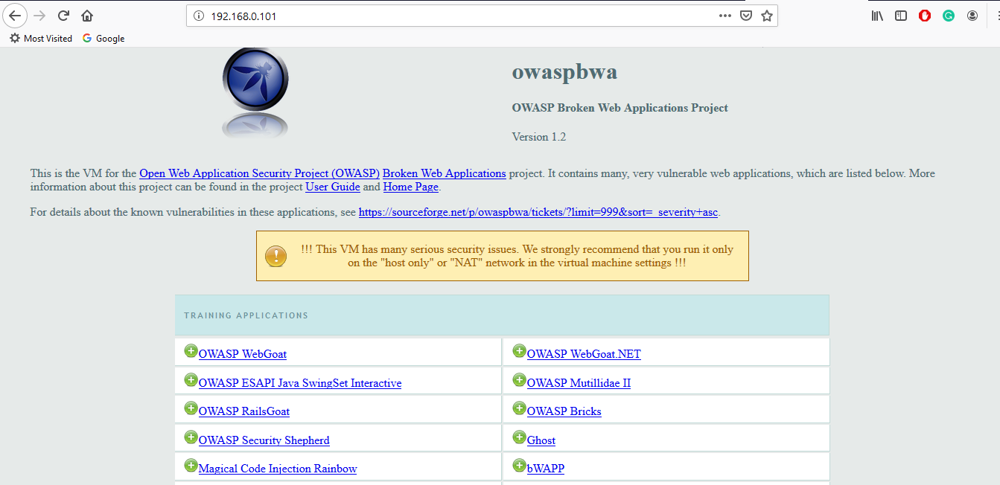 192.168.0.101
Most Visited Google
owaspbwa
OWASP Broken Web Applications Project
Version 1.2
This is the VM for the Open Web Application Security Project (OWASP) Broken Web Applications project. It contains many, very vulnerable web applications, which are listed below. More
information about this project can be found in the project User Guide and Home Page.
For details about the known vulnerabilities in these applications, see https://sourceforge.net/p/owaspbwa/tickets/?limit=999&sort=_severity+asc.
!!! This VM has many serious security issues. We strongly recommend that you run it only
on the "host only" or "NAT" network in the virtual machine settings !!!
TRAINING APPLICATIONS
OWASP WebGoat OWASP WebGoat.NET
OWASP ESAPI Java SwingSet Interactive OWASP Mutillidae II
OWASP RailsGoat OWASP Bricks
OWASP Security Shepherd Ghost
Magical Code Injection Rainbow bWAPP